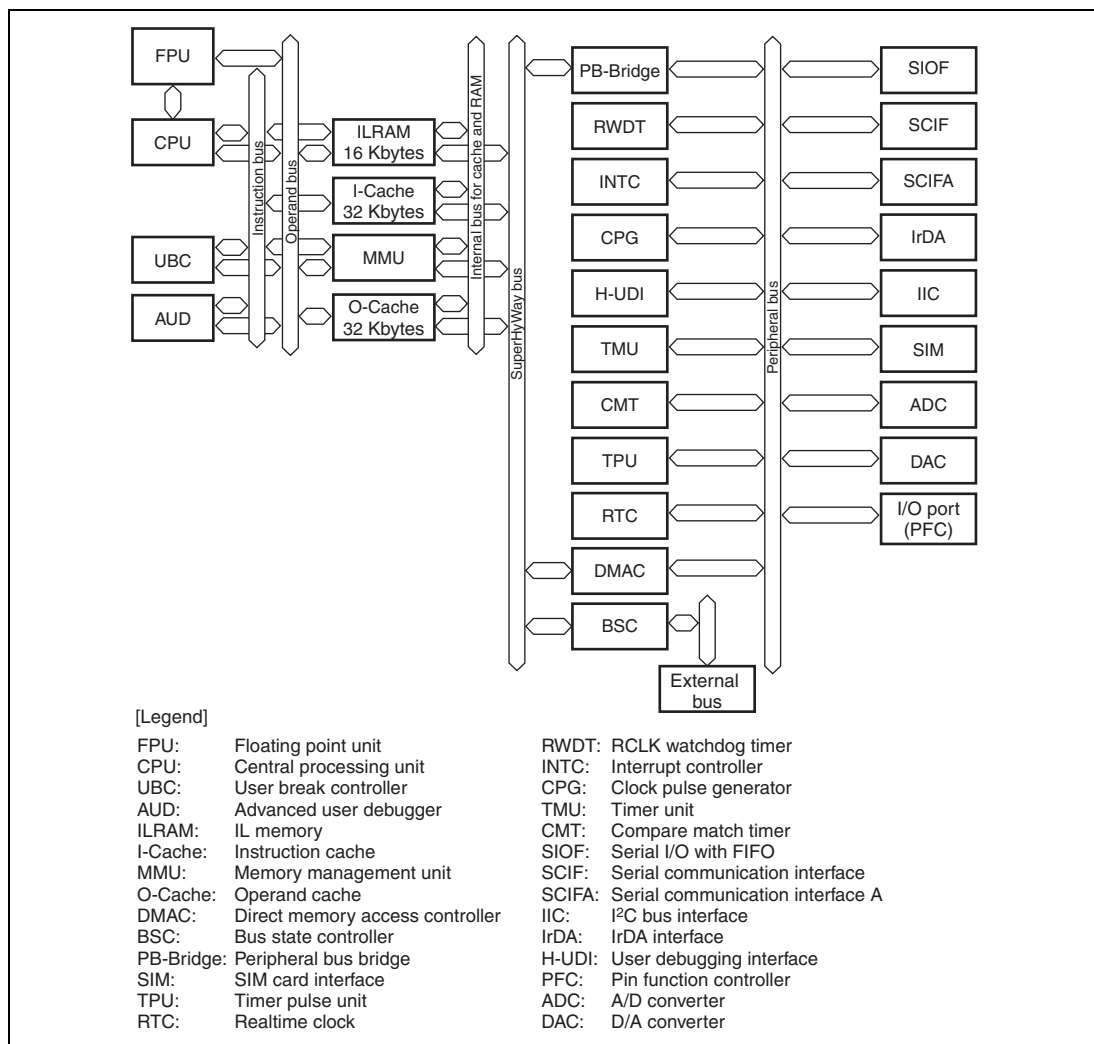 FPU
CPU
UBC
AUD
Instruction bus
Operand bus
ILRAM
16 Kbytes
I-Cache
32 Kbytes
MMU
O-Cache
32 Kbytes
Internal bus for cache and RAM
SuperHyWay bus
PB-Bridge
RWDT
INTC
CPG
H-UDI
TMU
CMT
TPU
RTC
DMAC
BSC
External
bus
Peripheral bus
SIOF
SCIF
SCIFA
IrDA
IIC
SIM
ADC
DAC
I/O port
(PFC)
[Legend]
FPU: Floating point unit
CPU: Central processing unit
UBC: User break controller
AUD: Advanced user debugger
ILRAM: IL memory
I-Cache: Instruction cache
MMU: Memory management unit
O-Cache: Operand cache
DMAC: Direct memory access controller
BSC: Bus state controller
PB-Bridge: Peripheral bus bridge
SIM: SIM card interface
TPU: Timer pulse unit
RTC: Realtime clock
RWDT: RCLK watchdog timer
INTC: Interrupt controller
CPG: Clock pulse generator
TMU: Timer unit
CMT: Compare match timer
SIOF: Serial I/O with FIFO
SCIF: Serial communication interface
SCIFA: Serial communication interface A
IIC: I²C bus interface
IrDA: IrDA interface
H-UDI: User debugging interface
PFC: Pin function controller
ADC: A/D converter
DAC: D/A converter